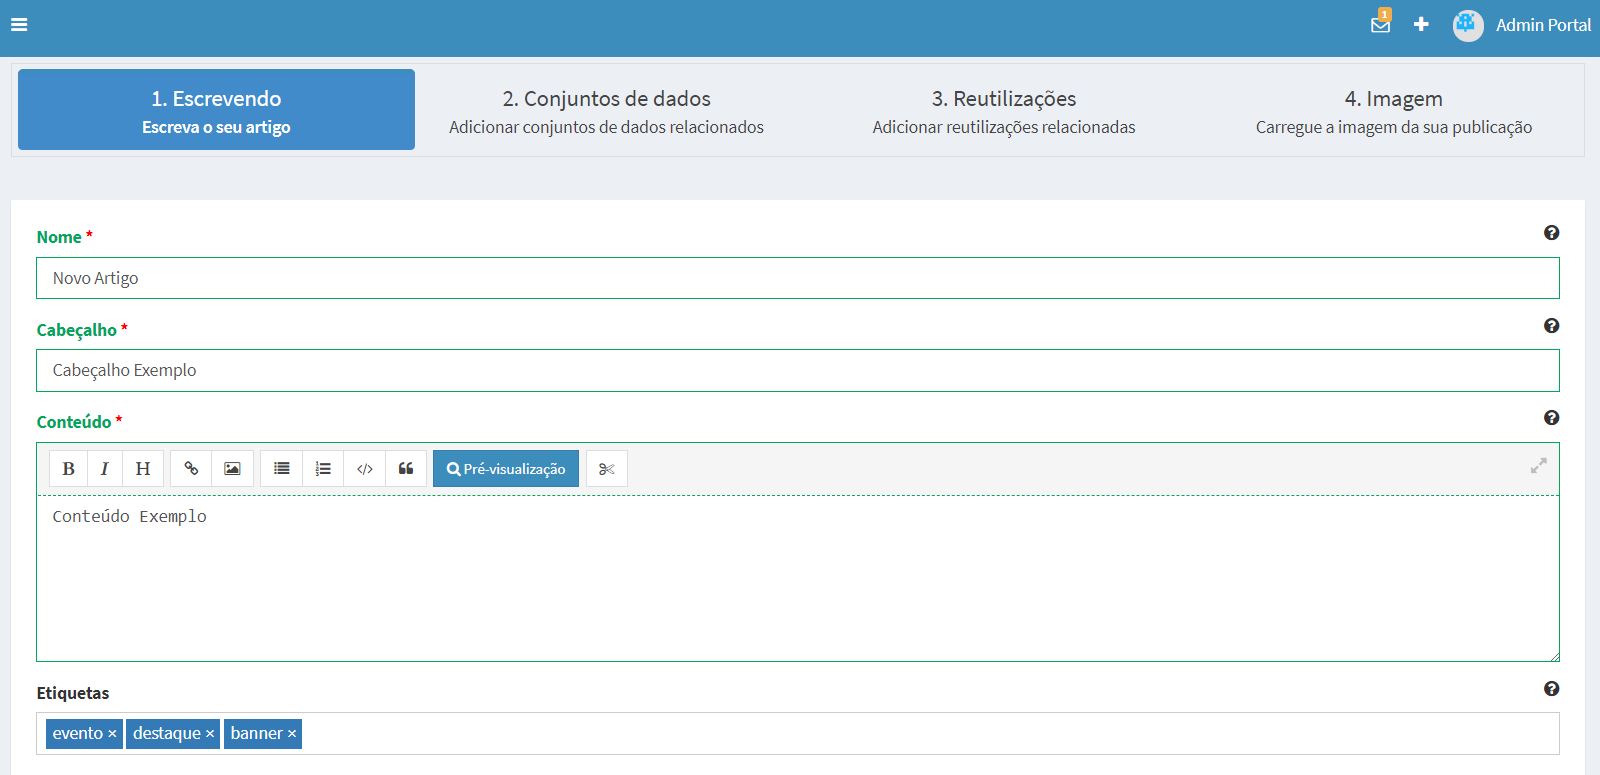 1
Admin Portal
1. Escrevendo
Escreva o seu artigo
2. Conjuntos de dados
Adicionar conjuntos de dados relacionados
3. Reutilizações
Adicionar reutilizações relacionadas
4. Imagem
Carregue a imagem da sua publicação
Nome *
Novo Artigo
Cabeçalho *
Cabeçalho Exemplo
Conteúdo *
B I H Pré-visualização
Conteúdo Exemplo
Etiquetas
evento × destaque × banner ×